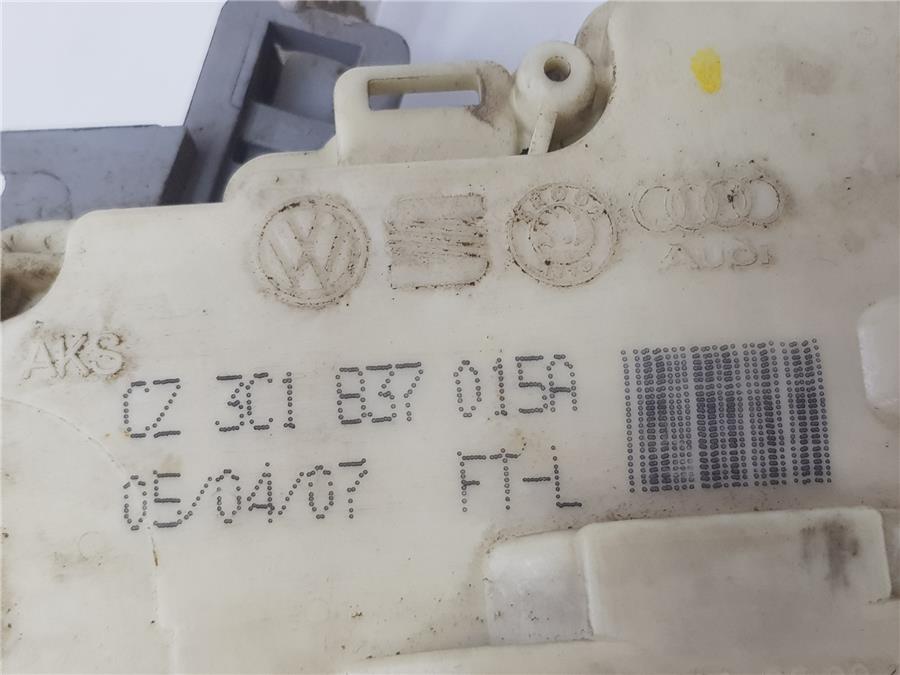 Audi
AKS
CZ 3C1 837 015A
05/04/07 FT-L